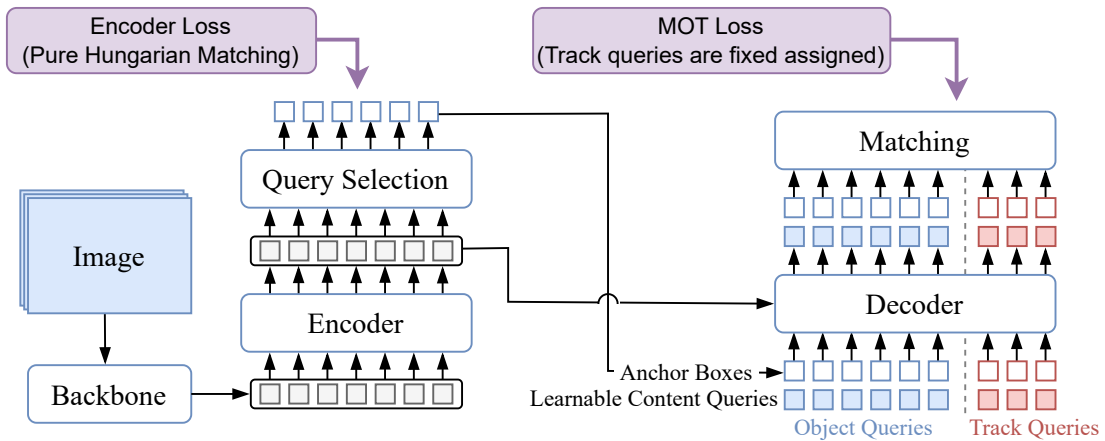 Encoder Loss
(Pure Hungarian Matching)
MOT Loss
(Track queries are fixed assigned)
Matching
Query Selection
Image
Encoder
Decoder
Backbone
Anchor Boxes
Learnable Content Queries
Object Queries
Track Queries